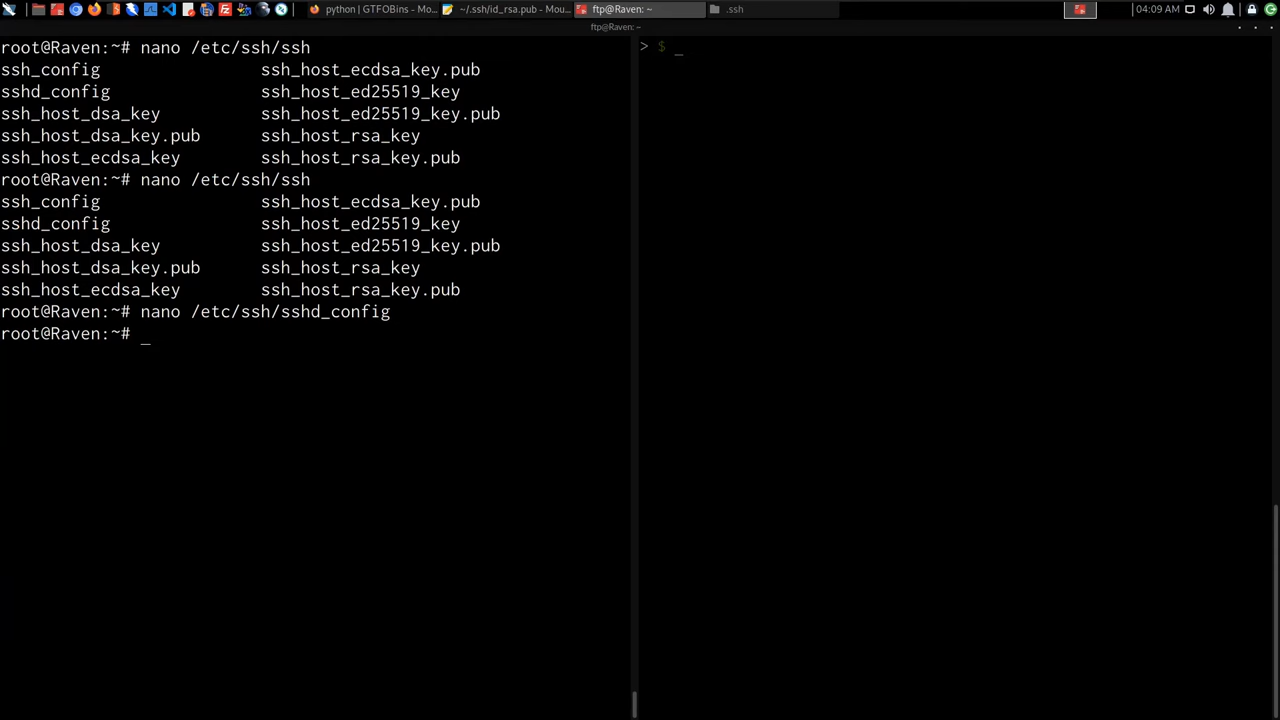 python | GTFOBins - Mo... ~/.ssh/id_rsa.pub - Mou... ftp@Raven: ~ .ssh 04:09 AM
ftp@Raven: ~
root@Raven:~# nano /etc/ssh/ssh
ssh_config ssh_host_ecdsa_key.pub
sshd_config ssh_host_ed25519_key
ssh_host_dsa_key ssh_host_ed25519_key.pub
ssh_host_dsa_key.pub ssh_host_rsa_key
ssh_host_ecdsa_key ssh_host_rsa_key.pub
root@Raven:~# nano /etc/ssh/ssh
ssh_config ssh_host_ecdsa_key.pub
sshd_config ssh_host_ed25519_key
ssh_host_dsa_key ssh_host_ed25519_key.pub
ssh_host_dsa_key.pub ssh_host_rsa_key
ssh_host_ecdsa_key ssh_host_rsa_key.pub
root@Raven:~# nano /etc/ssh/sshd_config
root@Raven:~# _
> $ _